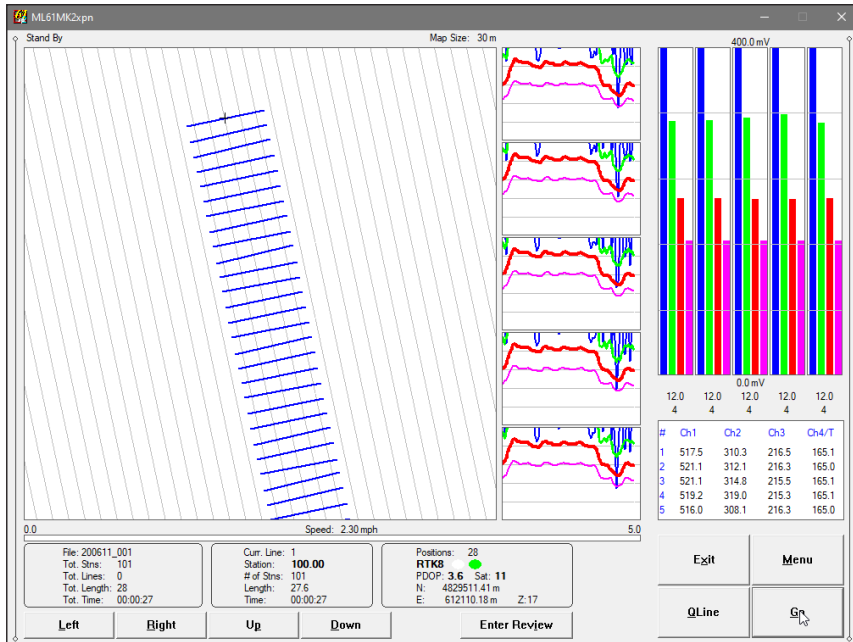 ML61MK2xpn
Stand By Map Size: 30 m
400.0 mV
0.0 mV
12.0 12.0 12.0 12.0 12.0
4 4 4 4 4
# Ch1 Ch2 Ch3 Ch4/T
1 517.5 310.3 216.5 165.1
2 521.1 312.1 216.3 165.0
3 521.1 314.8 215.5 165.1
4 519.2 319.0 215.3 165.1
5 516.0 308.1 216.3 165.0
0.0 Speed: 2.30 mph 5.0
File: 200611_001
Tot. Stns: 101
Tot. Lines: 0
Tot. Length: 28
Tot. Time: 00:00:27
Curr. Line: 1
Station: 100.00
# of Stns: 101
Length: 27.6
Time: 00:00:27
Positions: 28
RTK8
PDOP: 3.6 Sat: 11
N: 4829511.41 m
E: 612110.18 m Z:17
Exit Menu
QLine Go
Left Right Up Down Enter Review